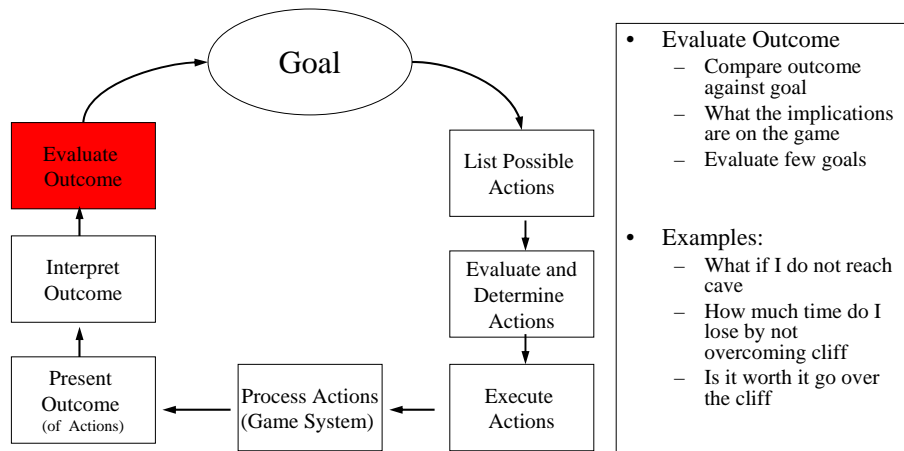 Goal
List Possible
Actions
Evaluate and
Determine
Actions
Execute
Actions
Process Actions
(Game System)
Present
Outcome
(of Actions)
Interpret
Outcome
Evaluate
Outcome
• Evaluate Outcome
– Compare outcome
against goal
– What the implications
are on the game
– Evaluate few goals
• Examples:
– What if I do not reach
cave
– How much time do I
lose by not
overcoming cliff
– Is it worth it go over
the cliff